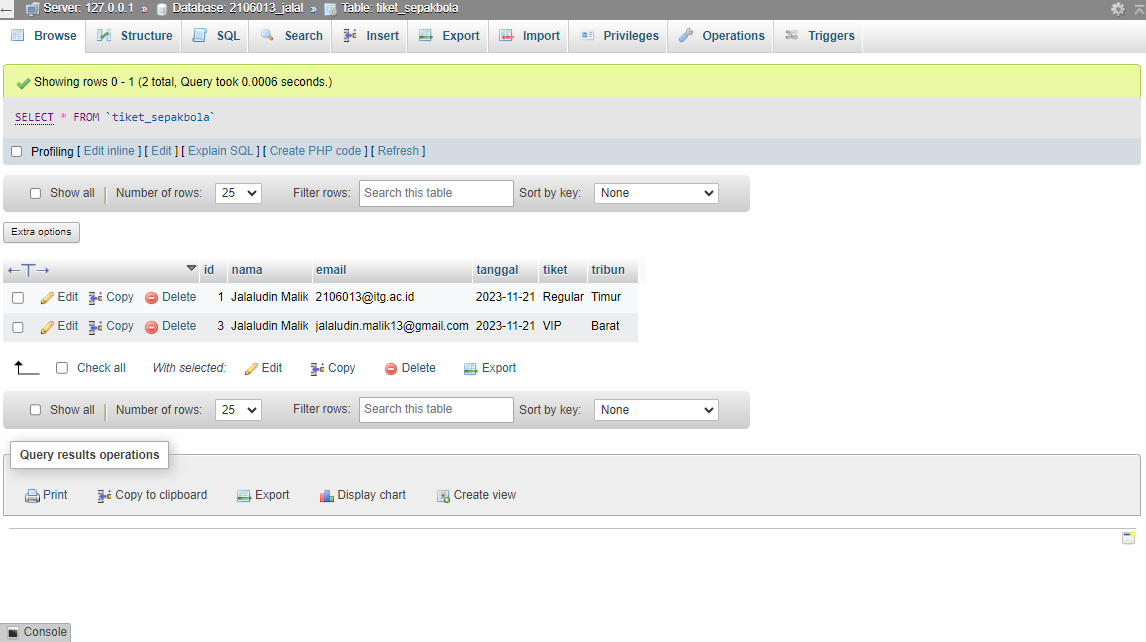 Server: 127.0.0.1 » Database: 2106013_jalal » Table: tiket_sepakbola
Browse Structure SQL Search Insert Export Import Privileges Operations Triggers
Showing rows 0 - 1 (2 total, Query took 0.0006 seconds.)
SELECT * FROM `tiket_sepakbola`
Profiling [ Edit inline ] [ Edit ] [ Explain SQL ] [ Create PHP code ] [ Refresh ]
Show all Number of rows: 25 Filter rows: Search this table Sort by key: None
Extra options
id nama email tanggal tiket tribun
Edit Copy Delete 1 Jalaludin Malik 2106013@itg.ac.id 2023-11-21 Regular Timur
Edit Copy Delete 3 Jalaludin Malik jalaludin.malik13@gmail.com 2023-11-21 VIP Barat
Check all With selected: Edit Copy Delete Export
Show all Number of rows: 25 Filter rows: Search this table Sort by key: None
Query results operations
Print Copy to clipboard Export Display chart Create view
Console